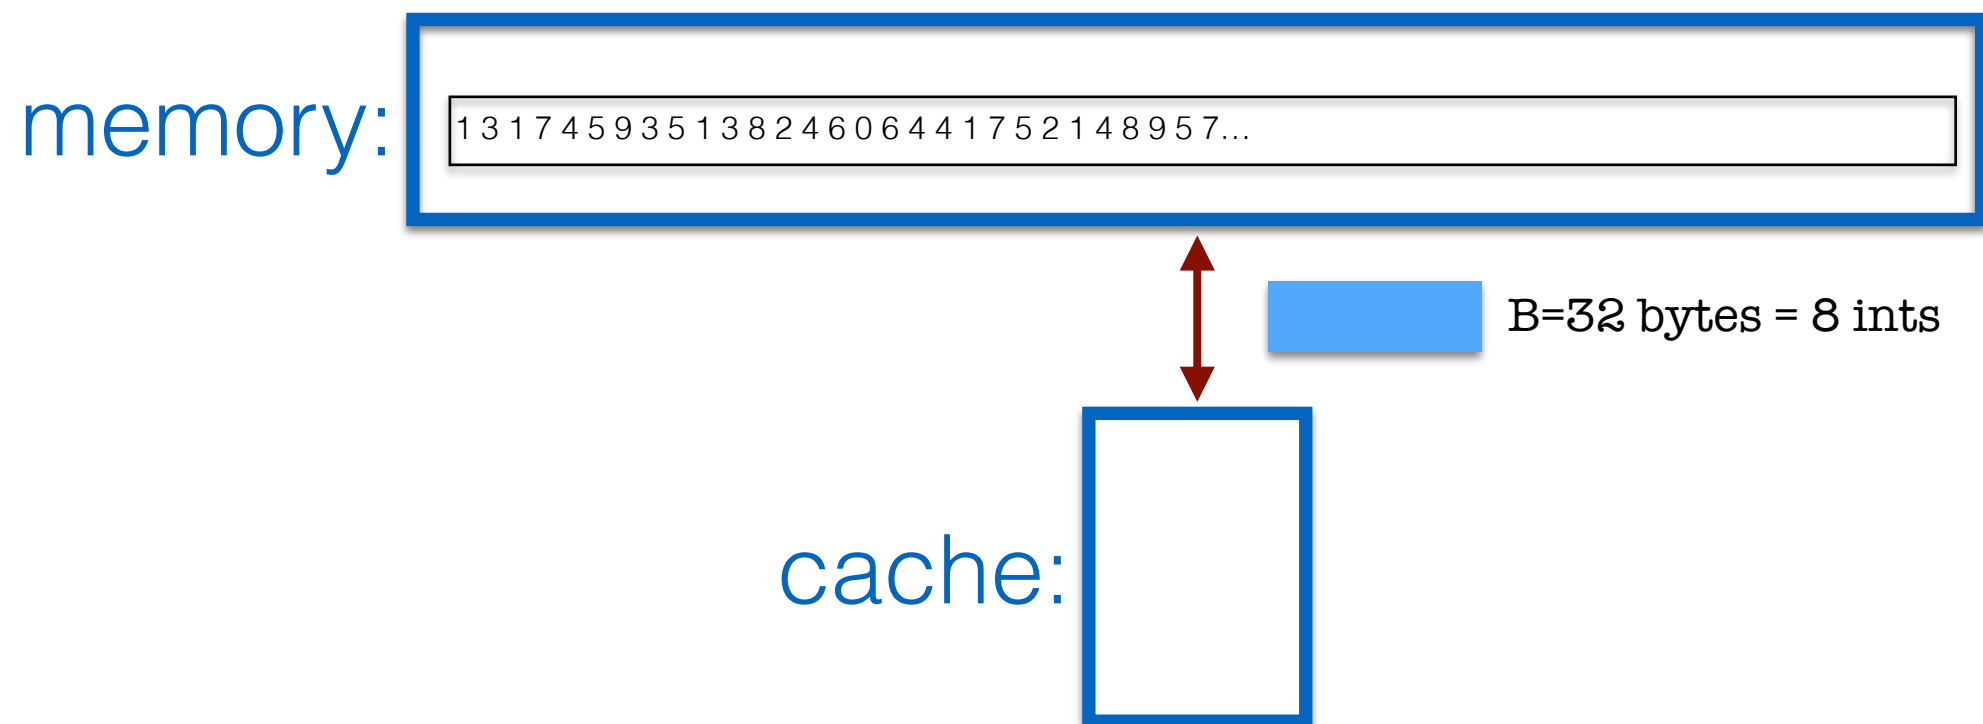 memory:
1 3 1 7 4 5 9 3 5 1 3 8 2 4 6 0 6 4 4 1 7 5 2 1 4 8 9 5 7...
B=32 bytes = 8 ints
cache: